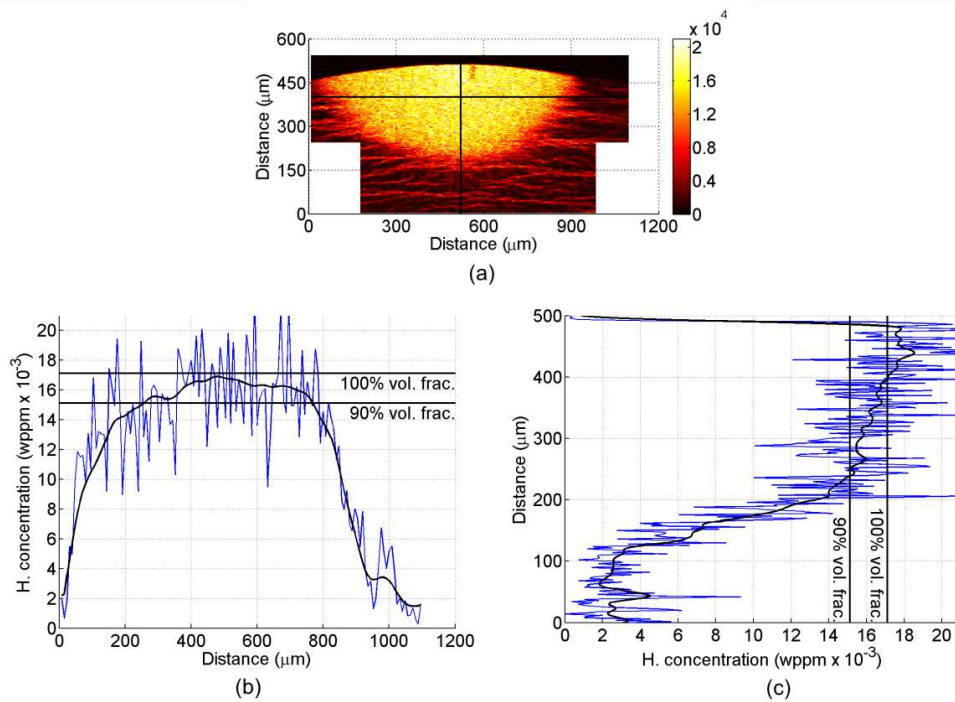 x 10^4
600
450
300
150
0
Distance (μm)
0 300 600 900 1200
Distance (μm)
2
1.6
1.2
0.8
0.4
0
(a)
20
18
16
14
12
10
8
6
4
2
0
H. concentration (wppm x 10^-3)
100% vol. frac.
90% vol. frac.
0 200 400 600 800 1000 1200
Distance (μm)
(b)
500
400
300
200
100
0
Distance (μm)
90% vol. frac.
100% vol. frac.
0 2 4 6 8 10 12 14 16 18 20
H. concentration (wppm x 10^-3)
(c)